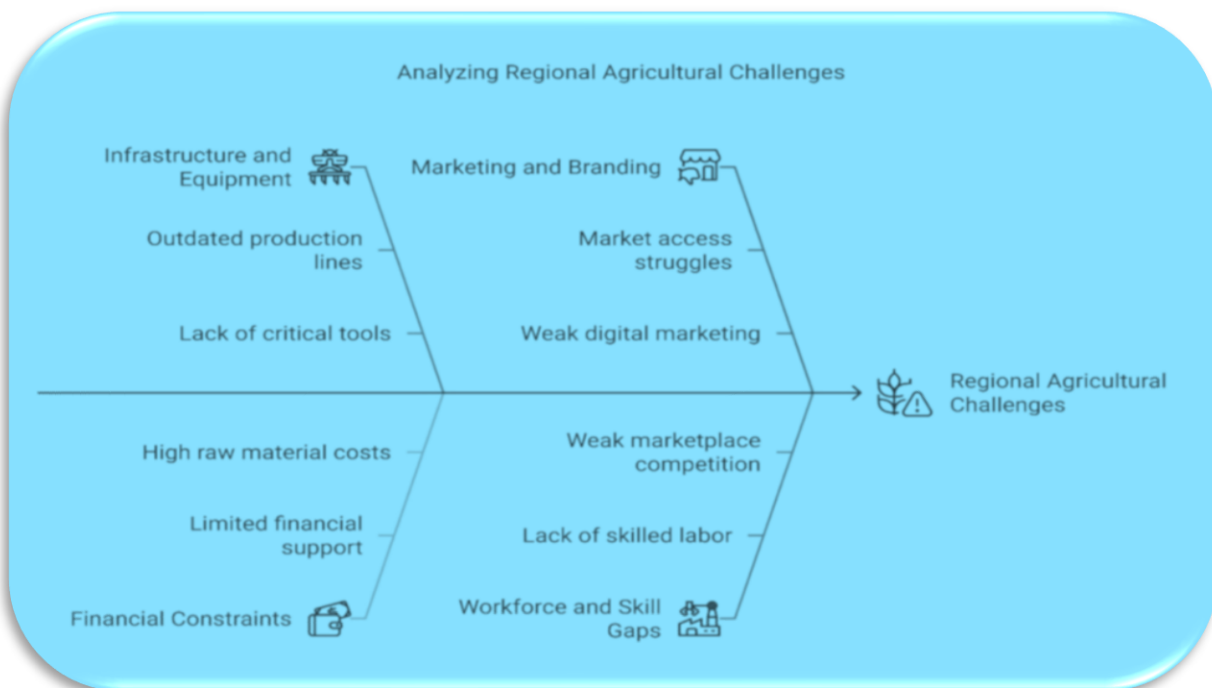 Analyzing Regional Agricultural Challenges
Infrastructure and
Equipment
Outdated production
lines
Lack of critical tools
Marketing and Branding
Market access
struggles
Weak digital marketing
Regional Agricultural
Challenges
High raw material costs
Limited financial
support
Financial Constraints
Weak marketplace
competition
Lack of skilled labor
Workforce and Skill
Gaps